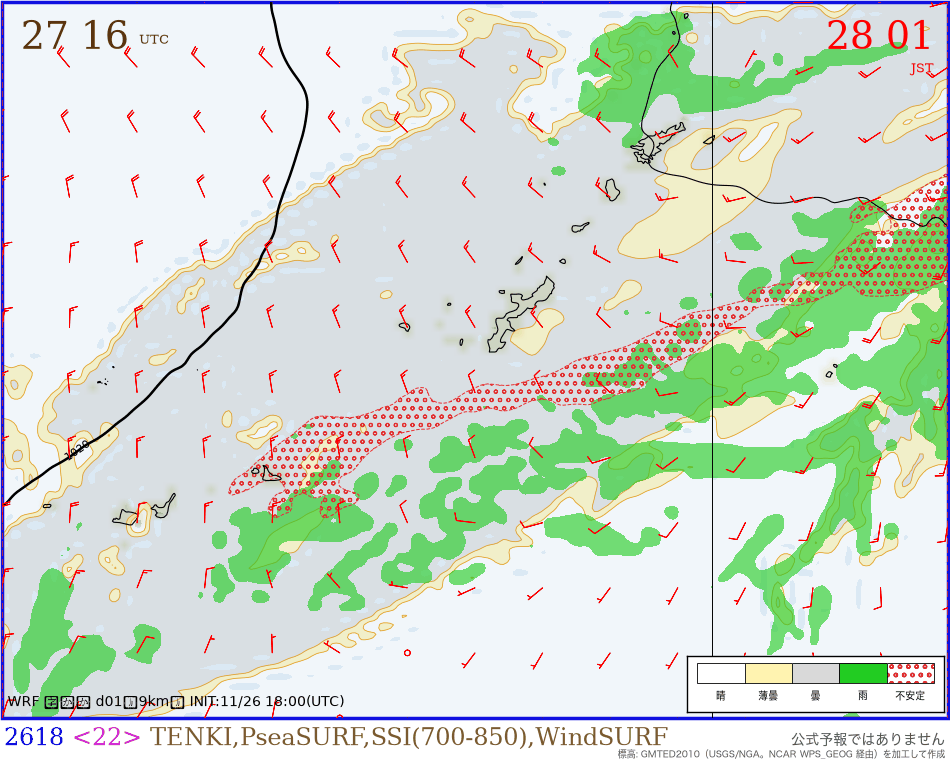 27 16 UTC
28 01
JST
1020
WRF d01 9km INIT:11/26 18:00(UTC)
晴 薄曇 曇 雨 不安定
2618 <22> TENKI,PseaSURF,SSI(700-850),WindSURF
公式予報ではありません
標高: GMTED2010（USGS/NGA。NCAR WPS_GEOG 経由）を加工して作成